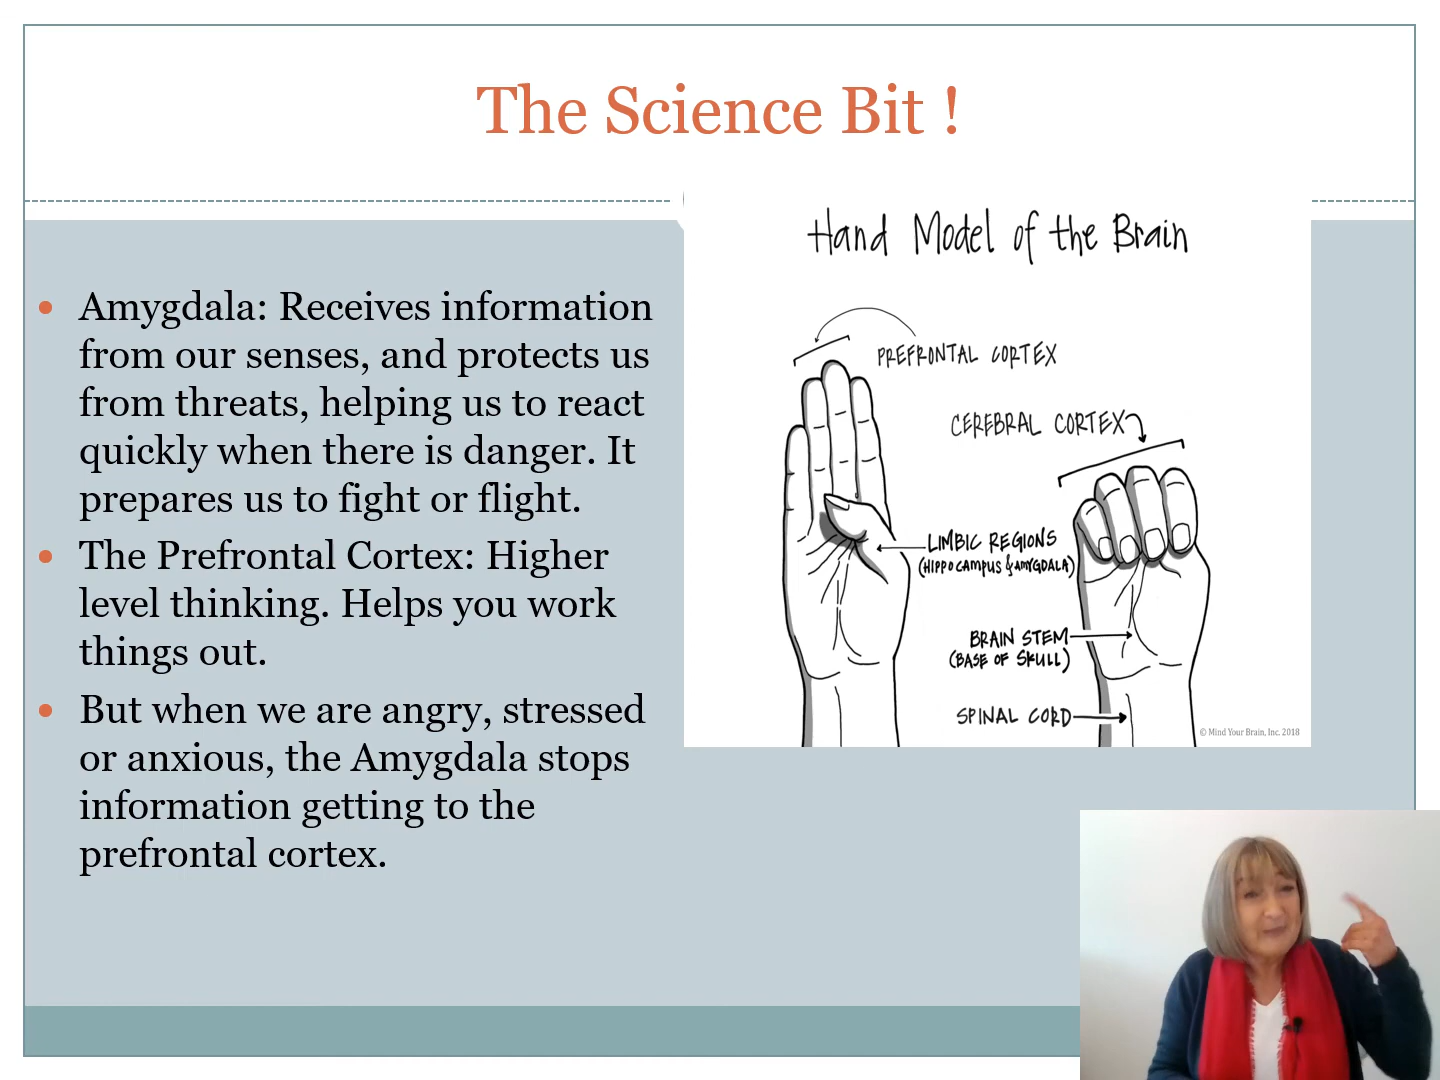 The Science Bit !
Amygdala: Receives information
from our senses, and protects us
from threats, helping us to react
quickly when there is danger. It
prepares us to fight or flight.
The Prefrontal Cortex: Higher
level thinking. Helps you work
things out.
But when we are angry, stressed
or anxious, the Amygdala stops
information getting to the
prefrontal cortex.
Hand Model of the Brain
PREFRONTAL CORTEX
CEREBRAL CORTEX
LIMBIC REGIONS
(HIPPOCAMPUS & AMYGDALA)
BRAIN STEM
(BASE OF SKULL)
SPINAL CORD
© Mind Your Brain, Inc. 2018